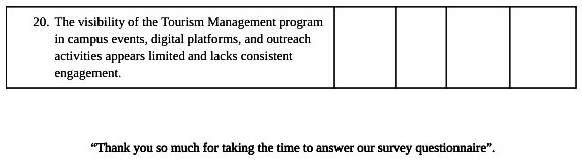 20. The visibility of the Tourism Management program
in campus events, digital platforms, and outreach
activities appears limited and lacks consistent
engagement.
“Thank you so much for taking the time to answer our survey questionnaire”.